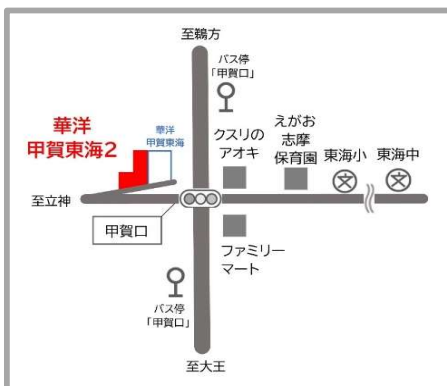 至鵜方
バス停
「甲賀口」
華洋
甲賀東海2
華洋
甲賀東海
クスリの
アオキ
えがお
志摩
保育園
東海小
東海中
文
文
至立神
甲賀口
ファミリー
マート
バス停
「甲賀口」
至大王